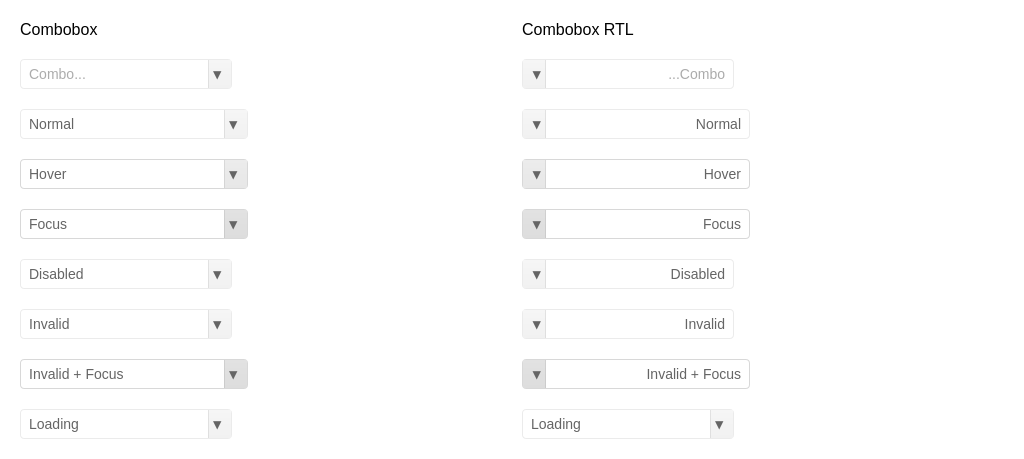 Combobox
Combo...
Normal
Hover
Focus
Disabled
Invalid
Invalid + Focus
Loading
Combobox RTL
...Combo
Normal
Hover
Focus
Disabled
Invalid
Invalid + Focus
Loading